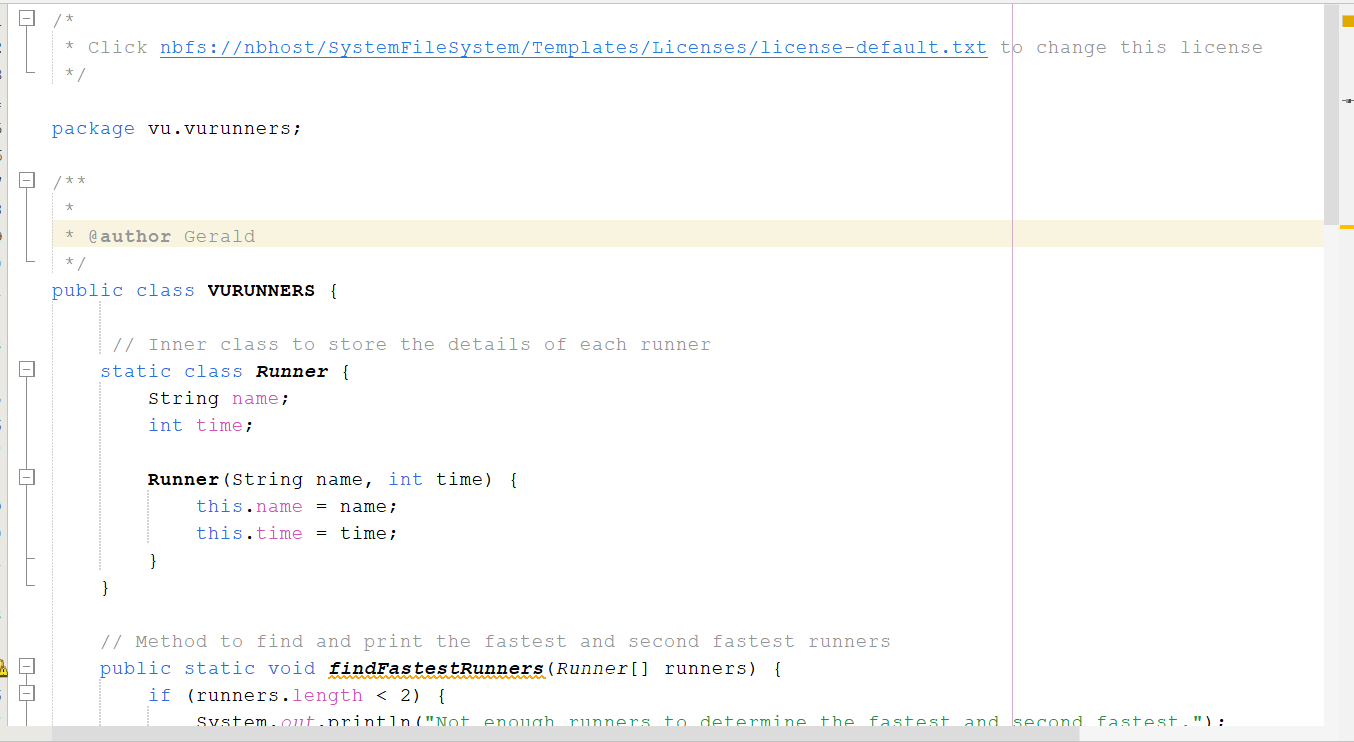 /*
 * Click nbfs://nbhost/SystemFileSystem/Templates/Licenses/license-default.txt to change this license
 */
package vu.vurunners;
/**
 *
 * @author Gerald
 */
public class VURUNNERS {
// Inner class to store the details of each runner
static class Runner {
String name;
int time;
Runner(String name, int time) {
this.name = name;
this.time = time;
}
}
// Method to find and print the fastest and second fastest runners
public static void findFastestRunners(Runner[] runners) {
if (runners.length < 2) {
System.out.println("Not enough runners to determine the fastest and second fastest.");